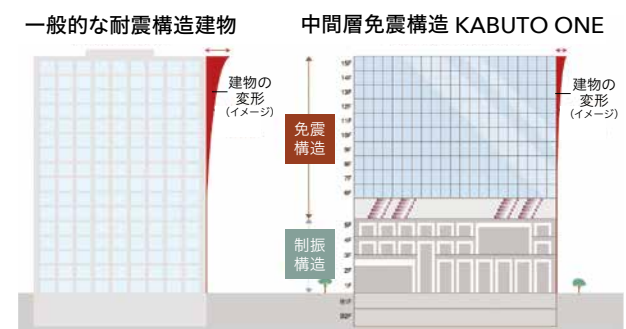 一般的な耐震構造建物
中間層免震構造 KABUTO ONE
建物の
変形
(イメージ)
建物の
変形
(イメージ)
免震
構造
制振
構造
15F
14F
13F
12F
11F
10F
9F
8F
7F
6F
5F
4F
3F
2F
1F
B1F
B2F